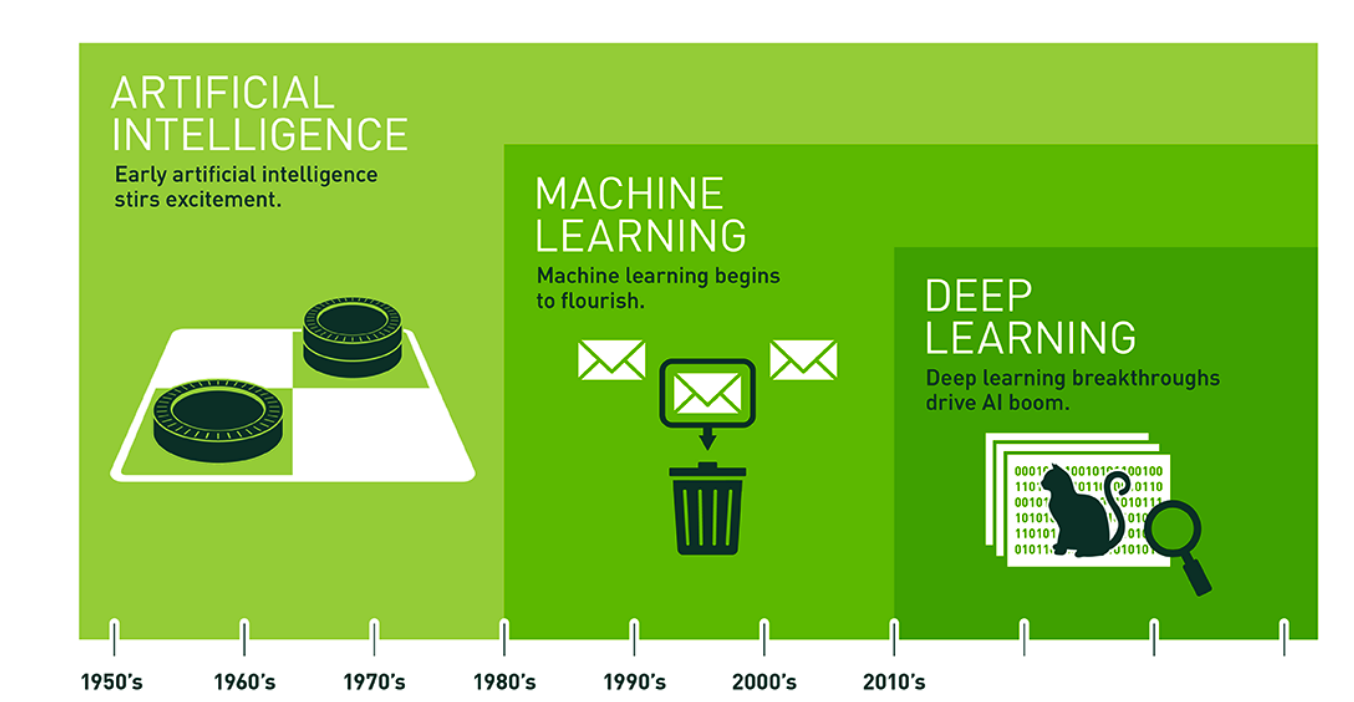 ARTIFICIAL
INTELLIGENCE
Early artificial intelligence
stirs excitement.
MACHINE
LEARNING
Machine learning begins
to flourish.
DEEP
LEARNING
Deep learning breakthroughs
drive AI boom.
1950's
1960's
1970's
1980's
1990's
2000's
2010's